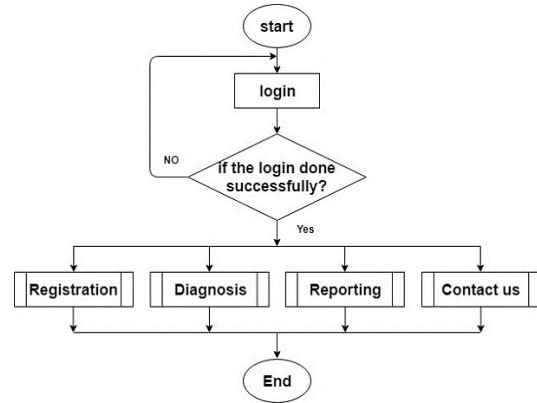 start
login
if the login done
successfully?
NO
Yes
Registration
Diagnosis
Reporting
Contact us
End